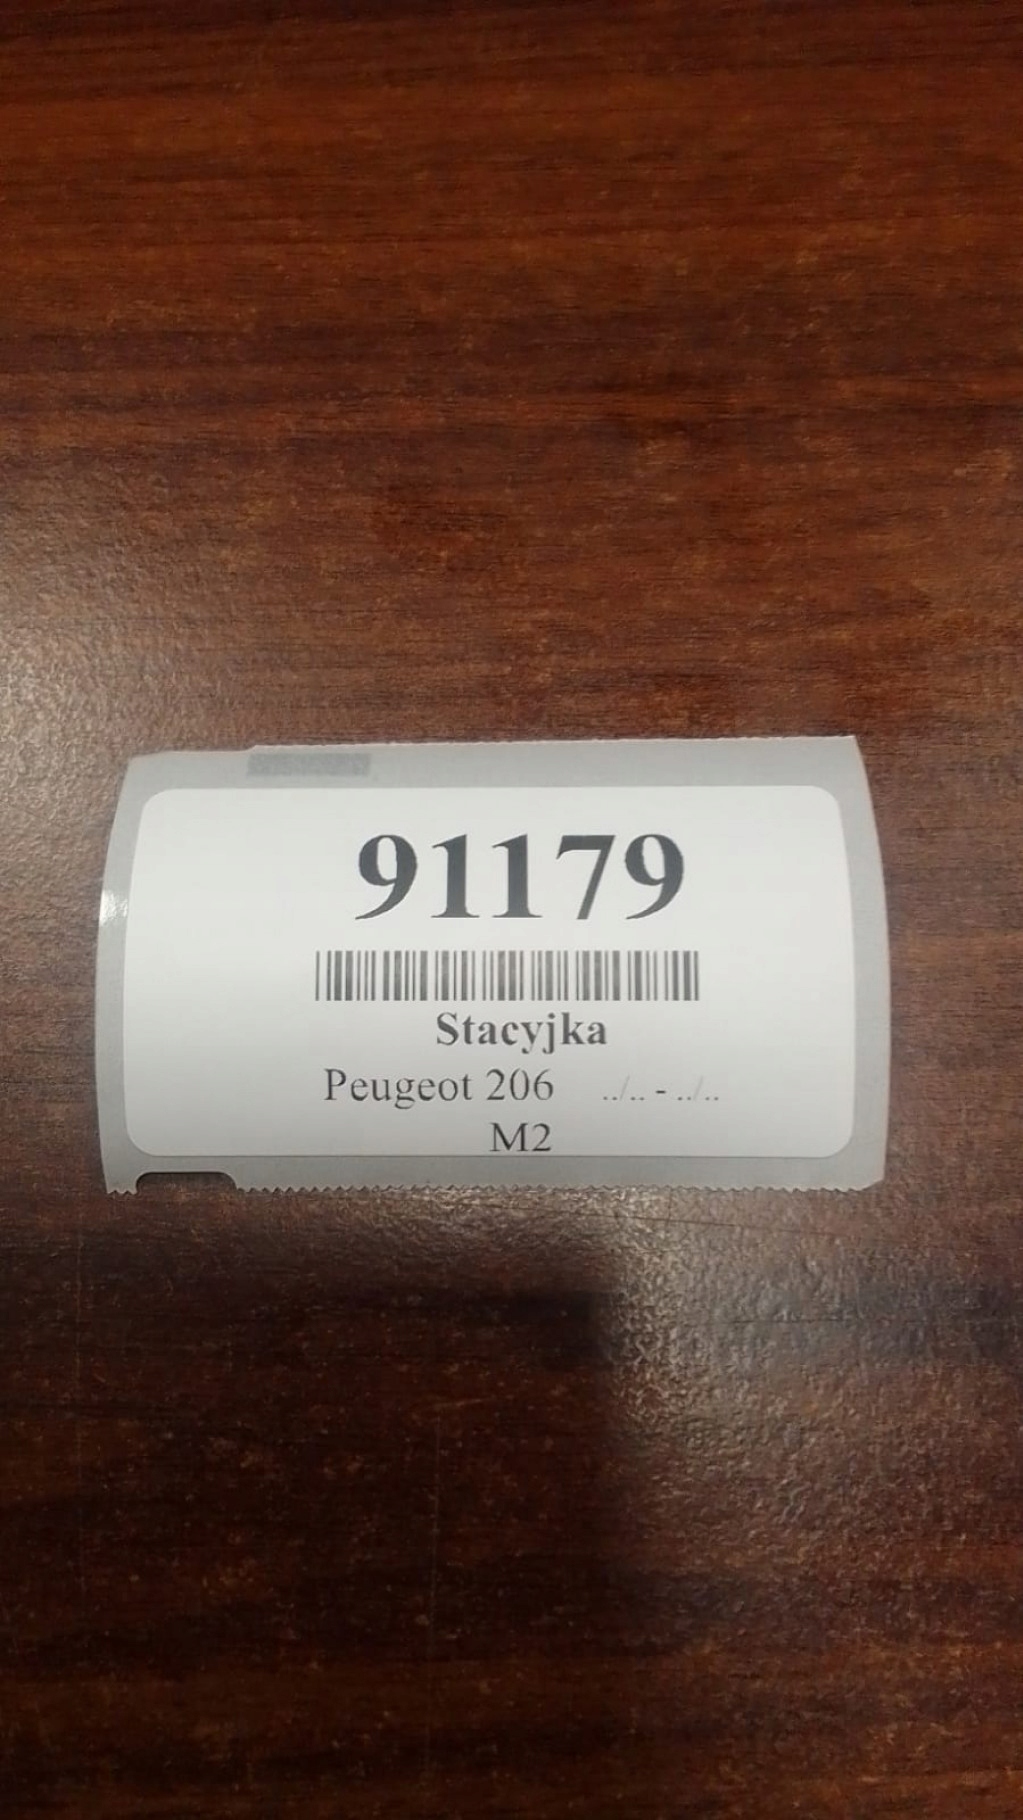 91179
Stacyjka
Peugeot 206 ../.. - ../..
M2